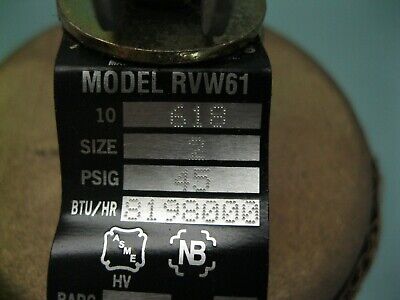 MODEL RVW61
10 618
SIZE 2
PSIG 45
BTU/HR 8198000
ASME NB
HV